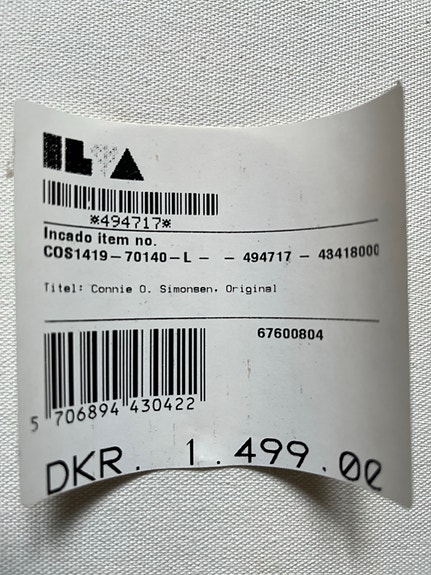 ILVA
*494717*
Incado item no.
COS1419-70140-L - - 494717 - 43418000
Titel: Connie O. Simonsen. Original
67600804
5 706894 430422
DKR. 1.499.00